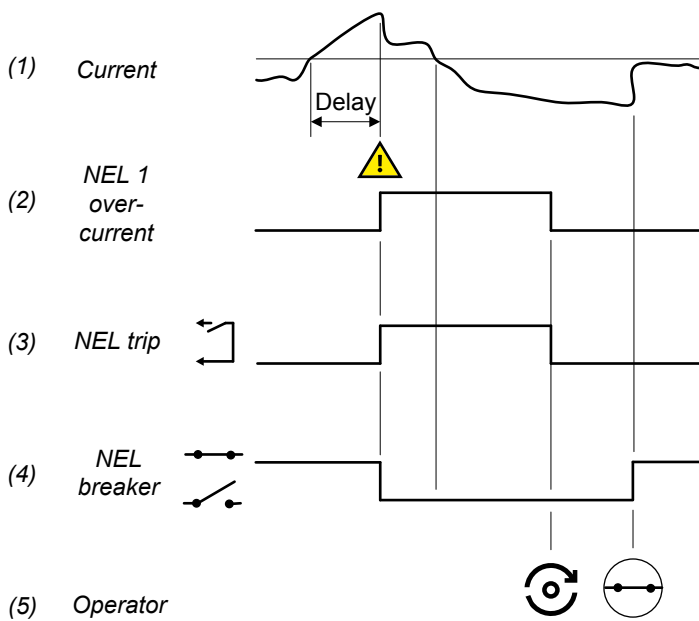 (1) Current
Delay
(2) NEL 1
over-
current
(3) NEL trip
(4) NEL
breaker
(5) Operator